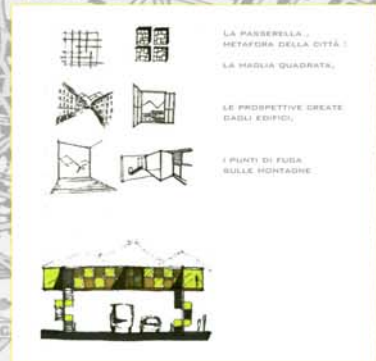 LA PASSERELLA..
METAFORA DELLA CITTÀ :
LA MAGLIA QUADRATA,
LE PROSPETTIVE CREATE
DAGLI EDIFICI,
I PUNTI DI FUGA
SULLE MONTAGNE